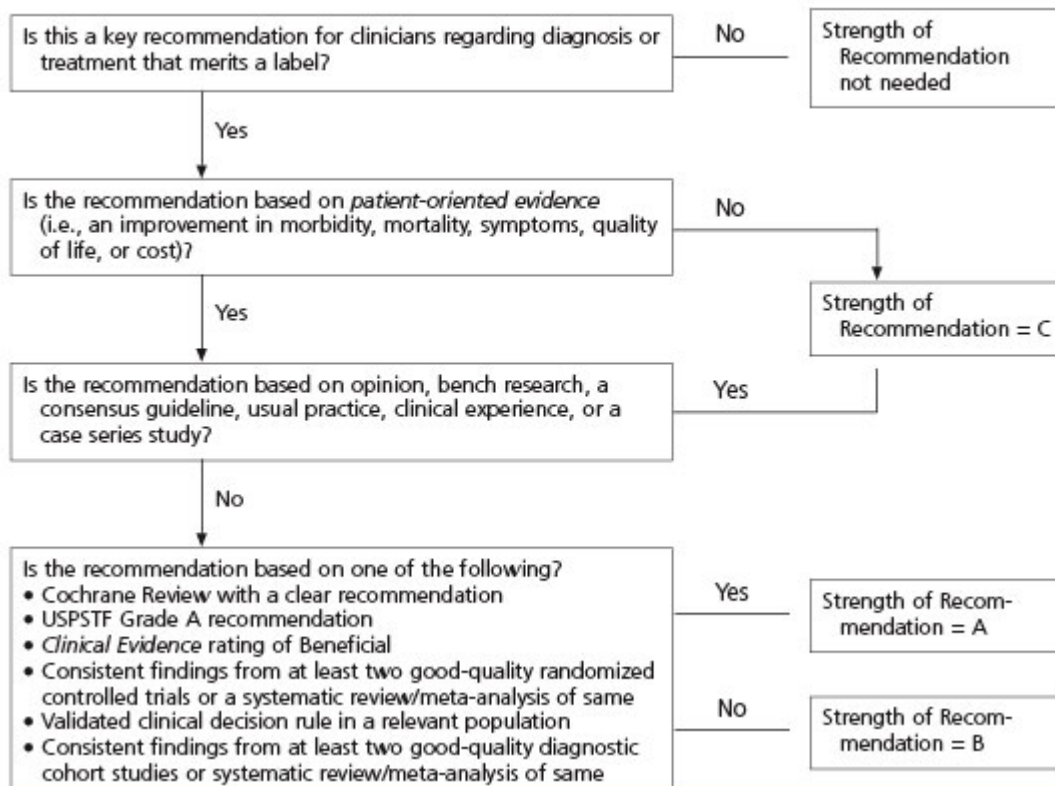 Is this a key recommendation for clinicians regarding diagnosis or
treatment that merits a label?
No
Strength of
Recommendation
not needed
Yes
Is the recommendation based on patient-oriented evidence
(i.e., an improvement in morbidity, mortality, symptoms, quality
of life, or cost)?
No
Strength of
Recommendation = C
Yes
Is the recommendation based on opinion, bench research, a
consensus guideline, usual practice, clinical experience, or a
case series study?
Yes
No
Is the recommendation based on one of the following?
• Cochrane Review with a clear recommendation
• USPSTF Grade A recommendation
• Clinical Evidence rating of Beneficial
• Consistent findings from at least two good-quality randomized
controlled trials or a systematic review/meta-analysis of same
• Validated clinical decision rule in a relevant population
• Consistent findings from at least two good-quality diagnostic
cohort studies or systematic review/meta-analysis of same
Yes
Strength of Recom-
mendation = A
No
Strength of Recom-
mendation = B